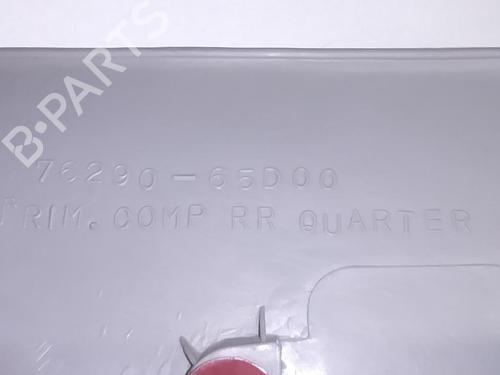 B-PARTS
76290-65D00
TRIM. COMP RR QUARTER